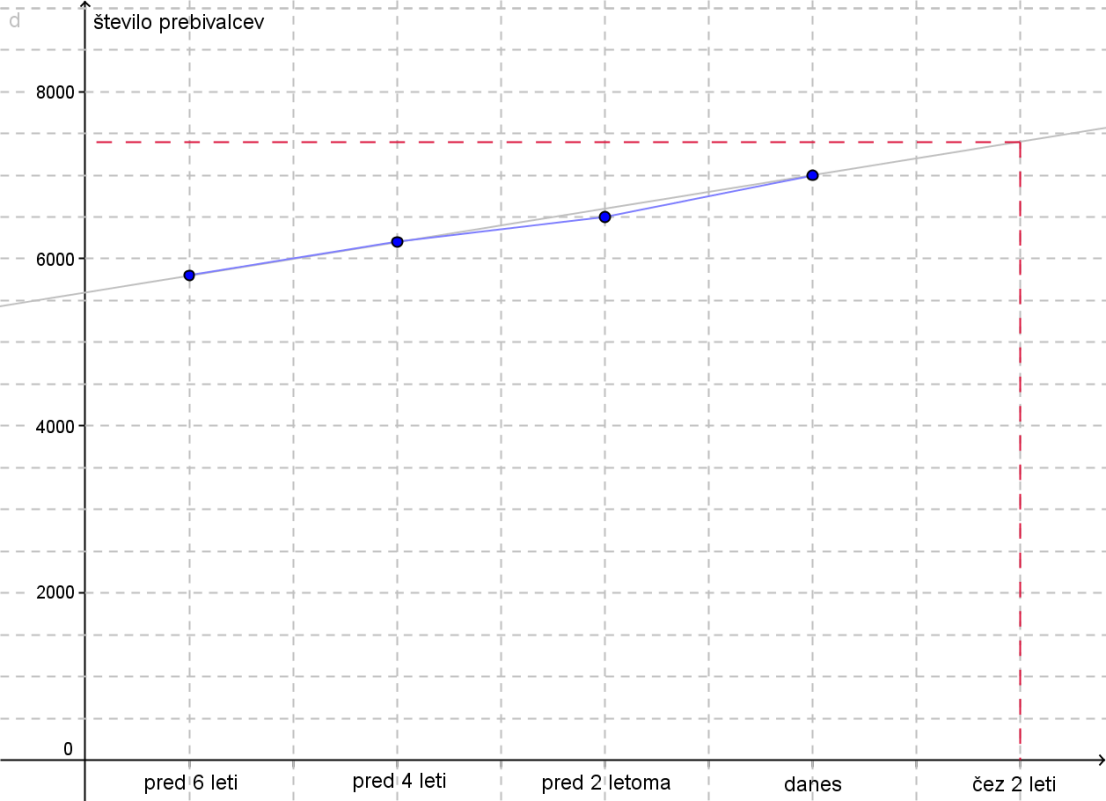 d
število prebivalcev
8000
6000
4000
2000
0
pred 6 leti pred 4 leti pred 2 letoma danes čez 2 leti